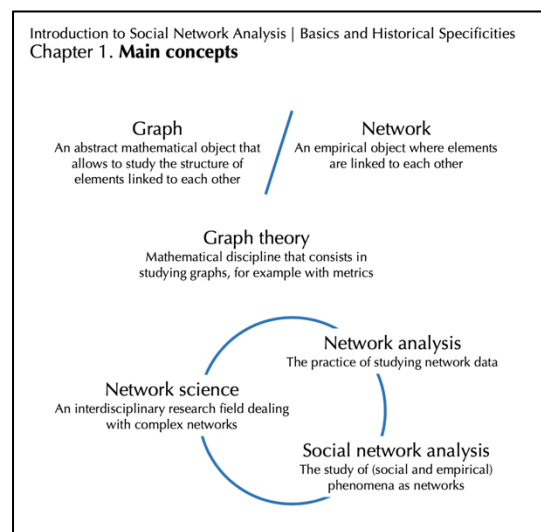 Introduction to Social Network Analysis | Basics and Historical Specificities
Chapter 1. Main concepts
Graph
An abstract mathematical object that
allows to study the structure of
elements linked to each other
Network
An empirical object where elements
are linked to each other
Graph theory
Mathematical discipline that consists in
studying graphs, for example with metrics
Network analysis
The practice of studying network data
Network science
An interdisciplinary research field dealing
with complex networks
Social network analysis
The study of (social and empirical)
phenomena as networks